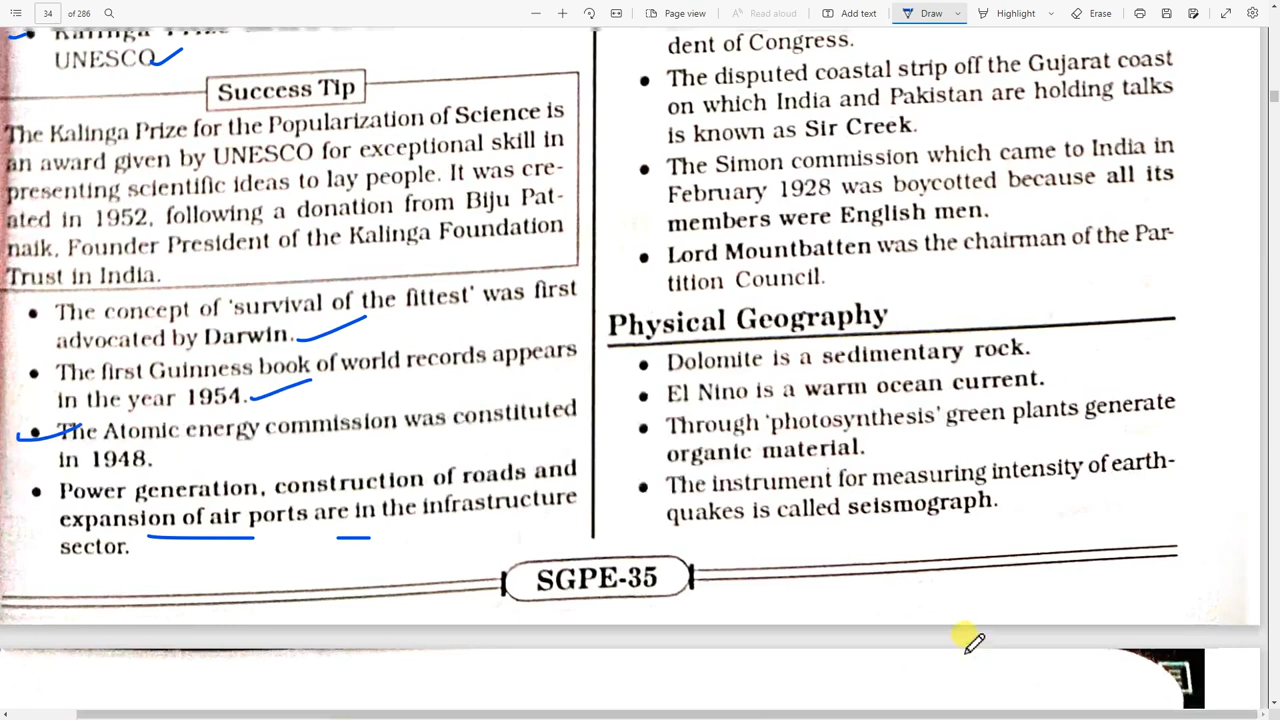 34 of 286
Page view
Read aloud
Add text
Draw
Highlight
Erase
Kalinga Prize
UNESCO
Success Tip
The Kalinga Prize for the Popularization of Science is
an award given by UNESCO for exceptional skill in
presenting scientific ideas to lay people. It was cre-
ated in 1952, following a donation from Biju Pat-
naik, Founder President of the Kalinga Foundation
Trust in India.
• The concept of 'survival of the fittest' was first
advocated by Darwin.
• The first Guinness book of world records appears
in the year 1954.
• The Atomic energy commission was constituted
in 1948.
• Power generation, construction of roads and
expansion of air ports are in the infrastructure
sector.
dent of Congress.
• The disputed coastal strip off the Gujarat coast
on which India and Pakistan are holding talks
is known as Sir Creek.
• The Simon commission which came to India in
February 1928 was boycotted because all its
members were English men.
• Lord Mountbatten was the chairman of the Par-
tition Council.
Physical Geography
• Dolomite is a sedimentary rock.
• El Nino is a warm ocean current.
• Through 'photosynthesis' green plants generate
organic material.
• The instrument for measuring intensity of earth-
quakes is called seismograph.
SGPE-35